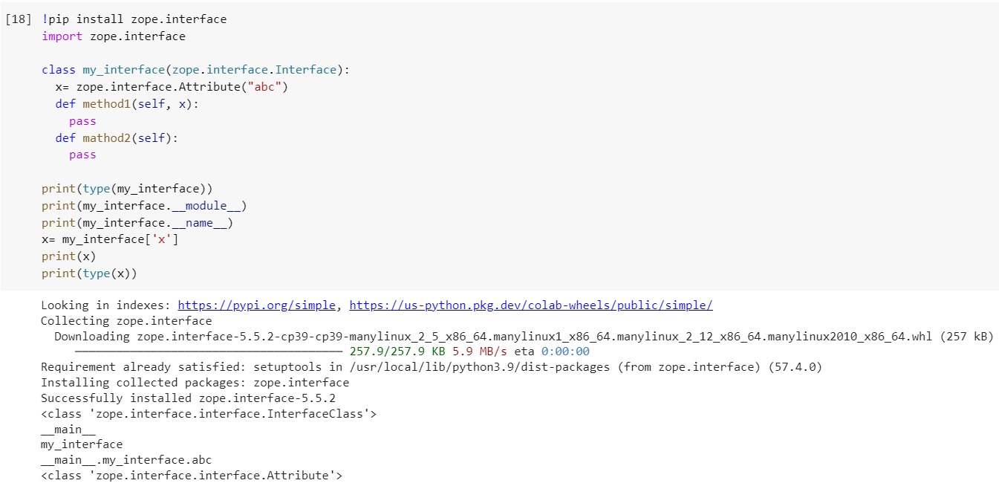 [18] !pip install zope.interface
import zope.interface
class my_interface(zope.interface.Interface):
x= zope.interface.Attribute("abc")
def method1(self, x):
pass
def mathod2(self):
pass
print(type(my_interface))
print(my_interface.__module__)
print(my_interface.__name__)
x= my_interface['x']
print(x)
print(type(x))
Looking in indexes: https://pypi.org/simple, https://us-python.pkg.dev/colab-wheels/public/simple/
Collecting zope.interface
Downloading zope.interface-5.5.2-cp39-cp39-manylinux_2_5_x86_64.manylinux1_x86_64.manylinux_2_12_x86_64.manylinux2010_x86_64.whl (257 kB)
257.9/257.9 KB 5.9 MB/s eta 0:00:00
Requirement already satisfied: setuptools in /usr/local/lib/python3.9/dist-packages (from zope.interface) (57.4.0)
Installing collected packages: zope.interface
Successfully installed zope.interface-5.5.2
<class 'zope.interface.interface.InterfaceClass'>
__main__
my_interface
__main__.my_interface.abc
<class 'zope.interface.interface.Attribute'>